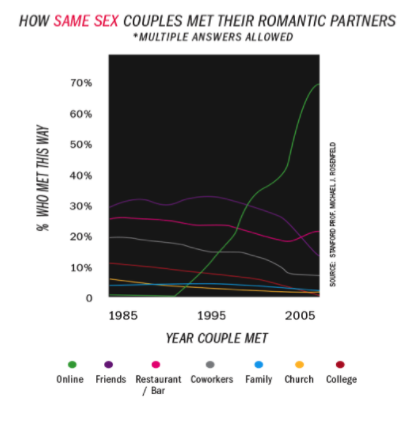 HOW SAME SEX COUPLES MET THEIR ROMANTIC PARTNERS
*MULTIPLE ANSWERS ALLOWED
70%
60%
50%
40%
30%
20%
10%
0
% WHO MET THIS WAY
SOURCE: STANFORD PROF. MICHAEL J. ROSENFELD
1985 1995 2005
YEAR COUPLE MET
Online Friends Restaurant Coworkers Family Church College
/ Bar